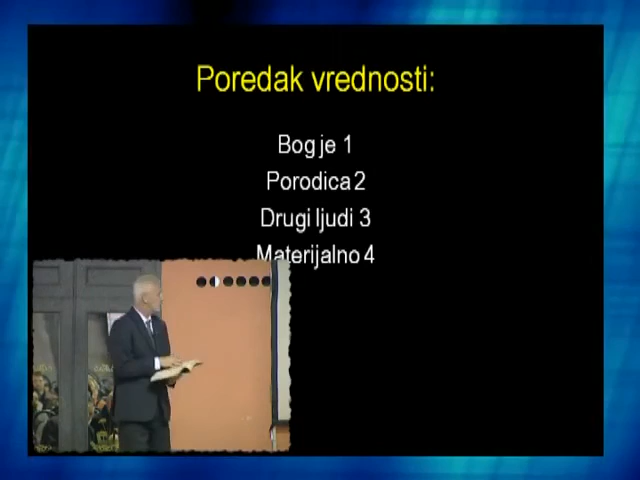 Poredak vrednosti:
Bog je 1
Porodica 2
Drugi ljudi 3
Materijalno 4